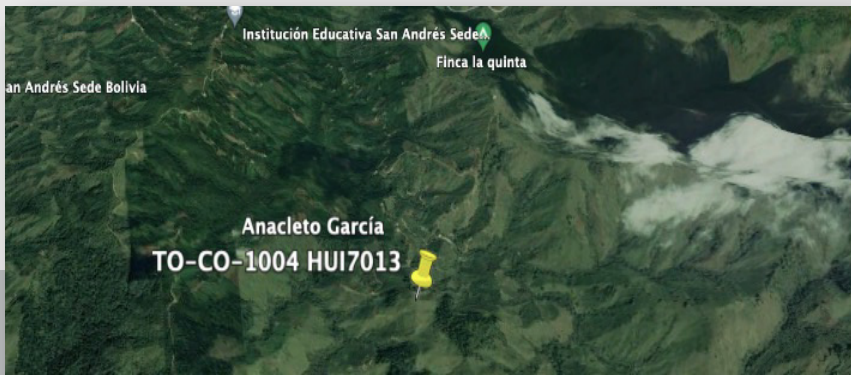 Institución Educativa San Andrés Sede...
Finca la quinta
an Andrés Sede Bolivia
Anacleto García
TO-CO-1004 HUI7013